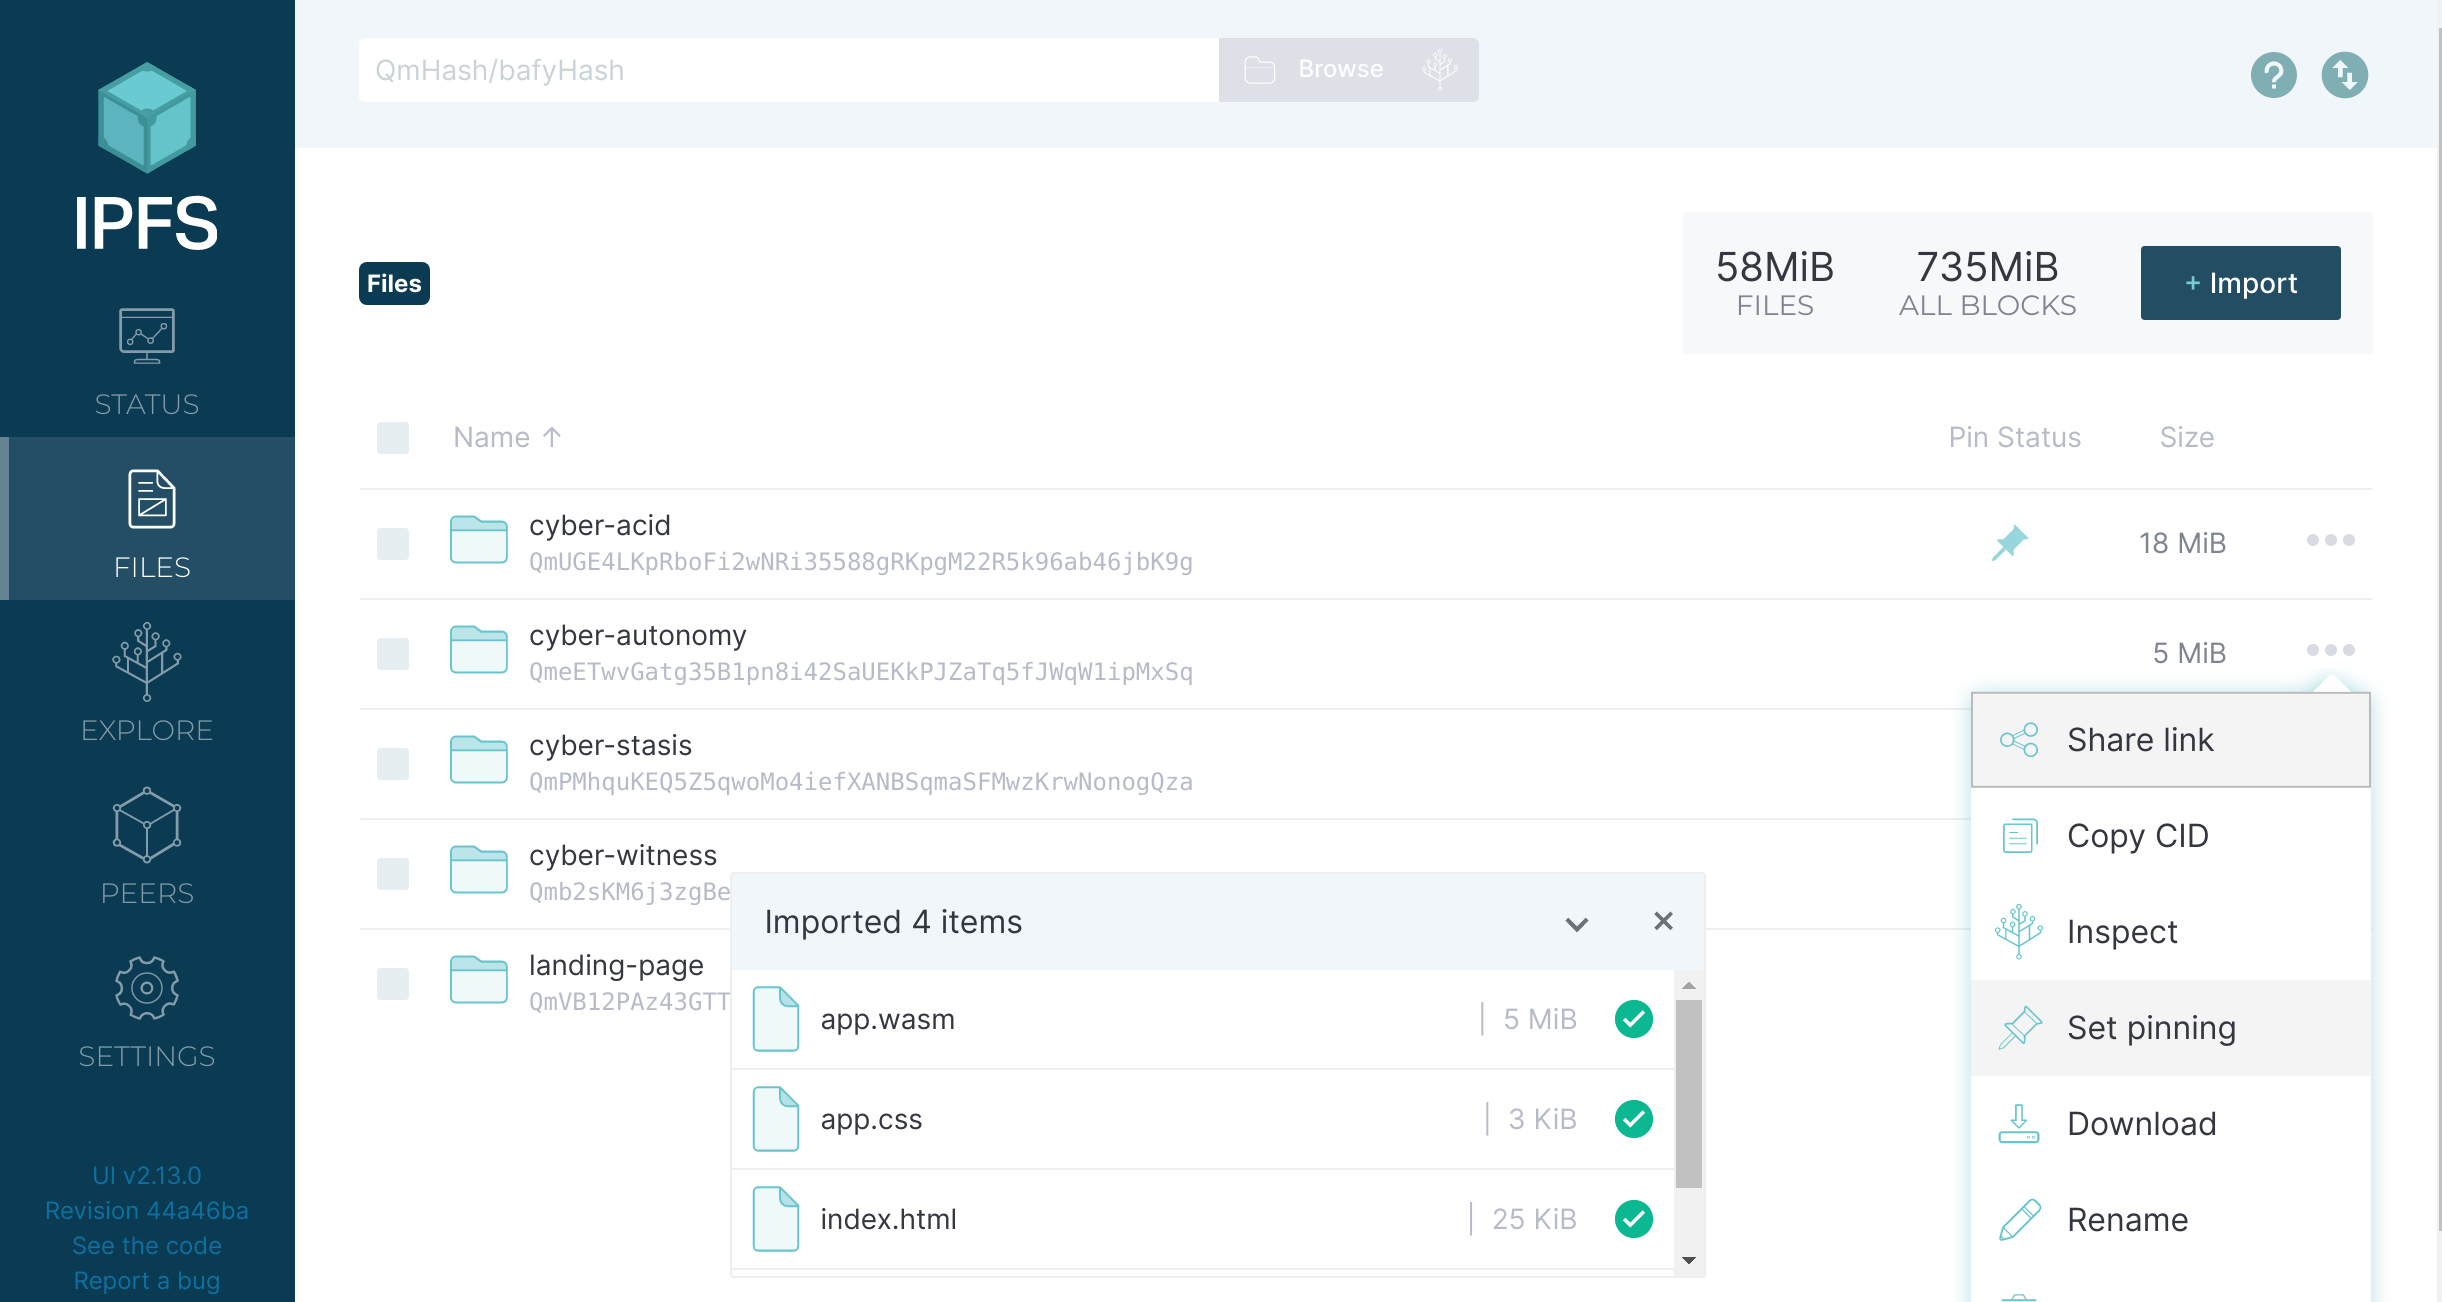 IPFS
STATUS
FILES
EXPLORE
PEERS
SETTINGS
UI v2.13.0
Revision 44a46ba
See the code
Report a bug
QmHash/bafyHash
Browse
?
Files
58MiB
FILES
735MiB
ALL BLOCKS
+ Import
Name ↑
Pin Status
Size
cyber-acid
QmUGE4LKpRboFi2wNRi35588gRKpgM22R5k96ab46jbK9g
18 MiB
cyber-autonomy
QmeETwvGatg35B1pn8i42SaUEKkPJZaTq5fJWqW1ipMxSq
5 MiB
cyber-stasis
QmPMhquKEQ5Z5qwoMo4iefXANBSqmaSFMwzKrwNonogQza
cyber-witness
Qmb2sKM6j3zgBe
landing-page
QmVB12PAz43GTT
Share link
Copy CID
Inspect
Set pinning
Download
Rename
Imported 4 items
app.wasm
5 MiB
app.css
3 KiB
index.html
25 KiB